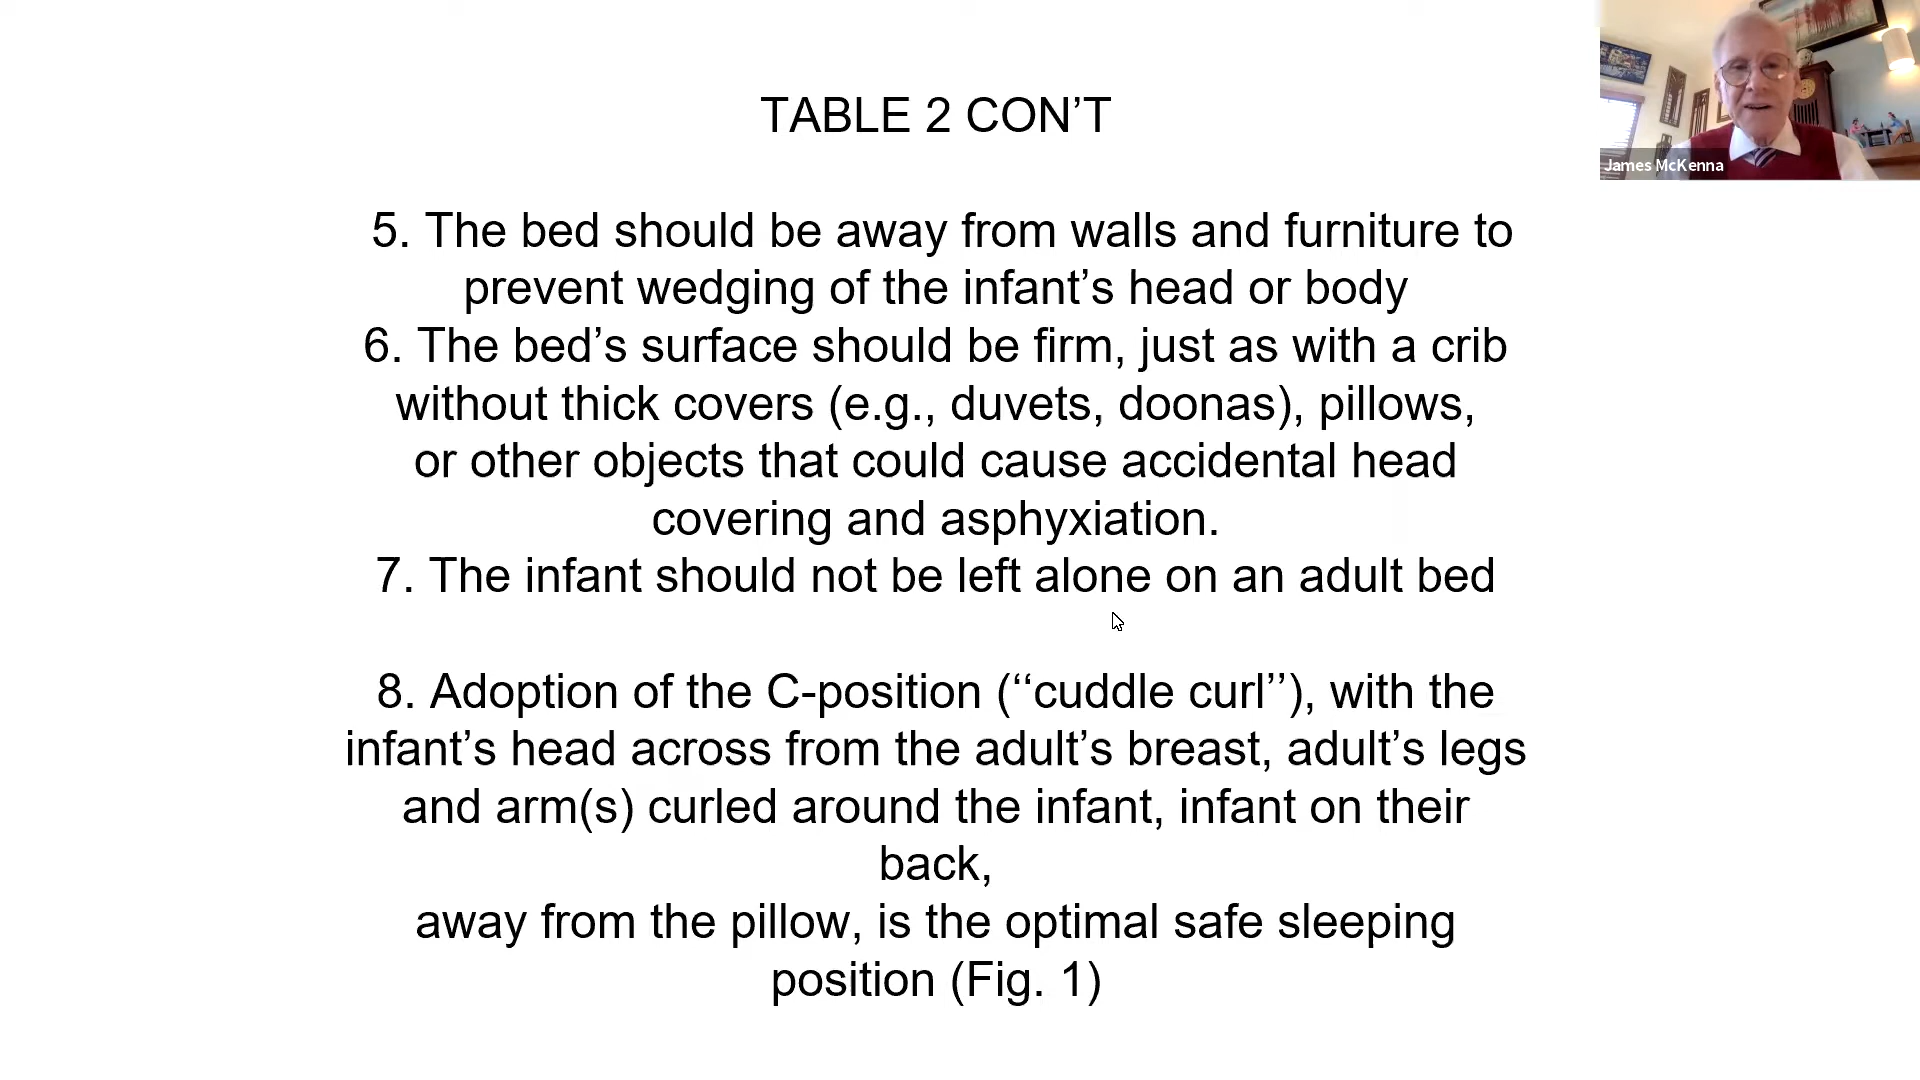 TABLE 2 CON’T
5. The bed should be away from walls and furniture to
prevent wedging of the infant’s head or body
6. The bed’s surface should be firm, just as with a crib
without thick covers (e.g., duvets, doonas), pillows,
or other objects that could cause accidental head
covering and asphyxiation.
7. The infant should not be left alone on an adult bed
8. Adoption of the C-position (‘‘cuddle curl’’), with the
infant’s head across from the adult’s breast, adult’s legs
and arm(s) curled around the infant, infant on their
back,
away from the pillow, is the optimal safe sleeping
position (Fig. 1)
James McKenna